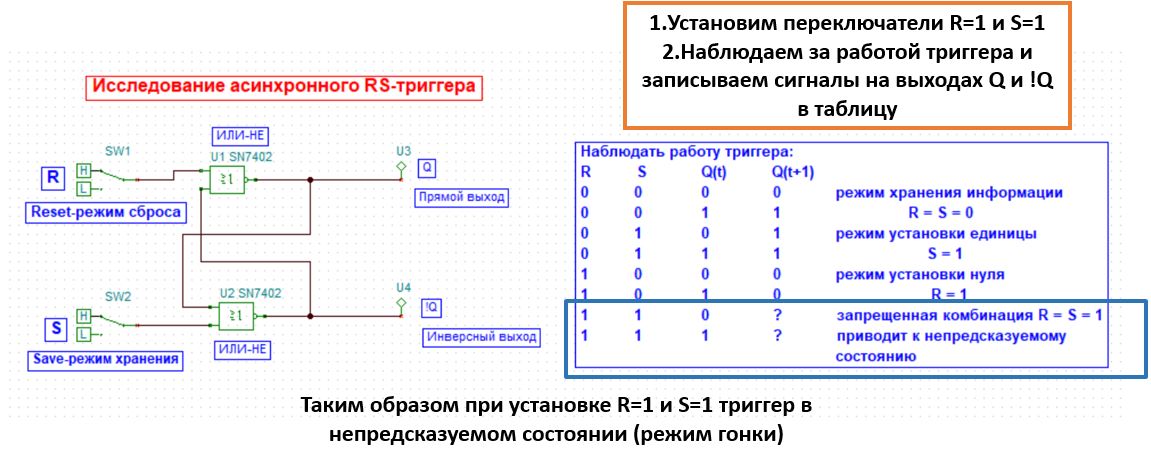 1.Установим переключатели R=1 и S=1
2.Наблюдаем за работой триггера и
записываем сигналы на выходах Q и !Q
в таблицу
Исследование асинхронного RS-триггера
ИЛИ-НЕ
SW1
U1 SN7402
U3
R
H
L
≥1
Q
Прямой выход
Reset-режим сброса
SW2
U2 SN7402
U4
S
H
L
≥1
!Q
ИЛИ-НЕ
Инверсный выход
Save-режим хранения
Наблюдать работу триггера:
R S Q(t) Q(t+1)
0 0 0 0 режим хранения информации
0 0 1 1 R = S = 0
0 1 0 1 режим установки единицы
0 1 1 1 S = 1
1 0 0 0 режим установки нуля
1 0 1 0 R = 1
1 1 0 ? запрещенная комбинация R = S = 1
1 1 1 ? приводит к непредсказуемому
состоянию
Таким образом при установке R=1 и S=1 триггер в
непредсказуемом состоянии (режим гонки)